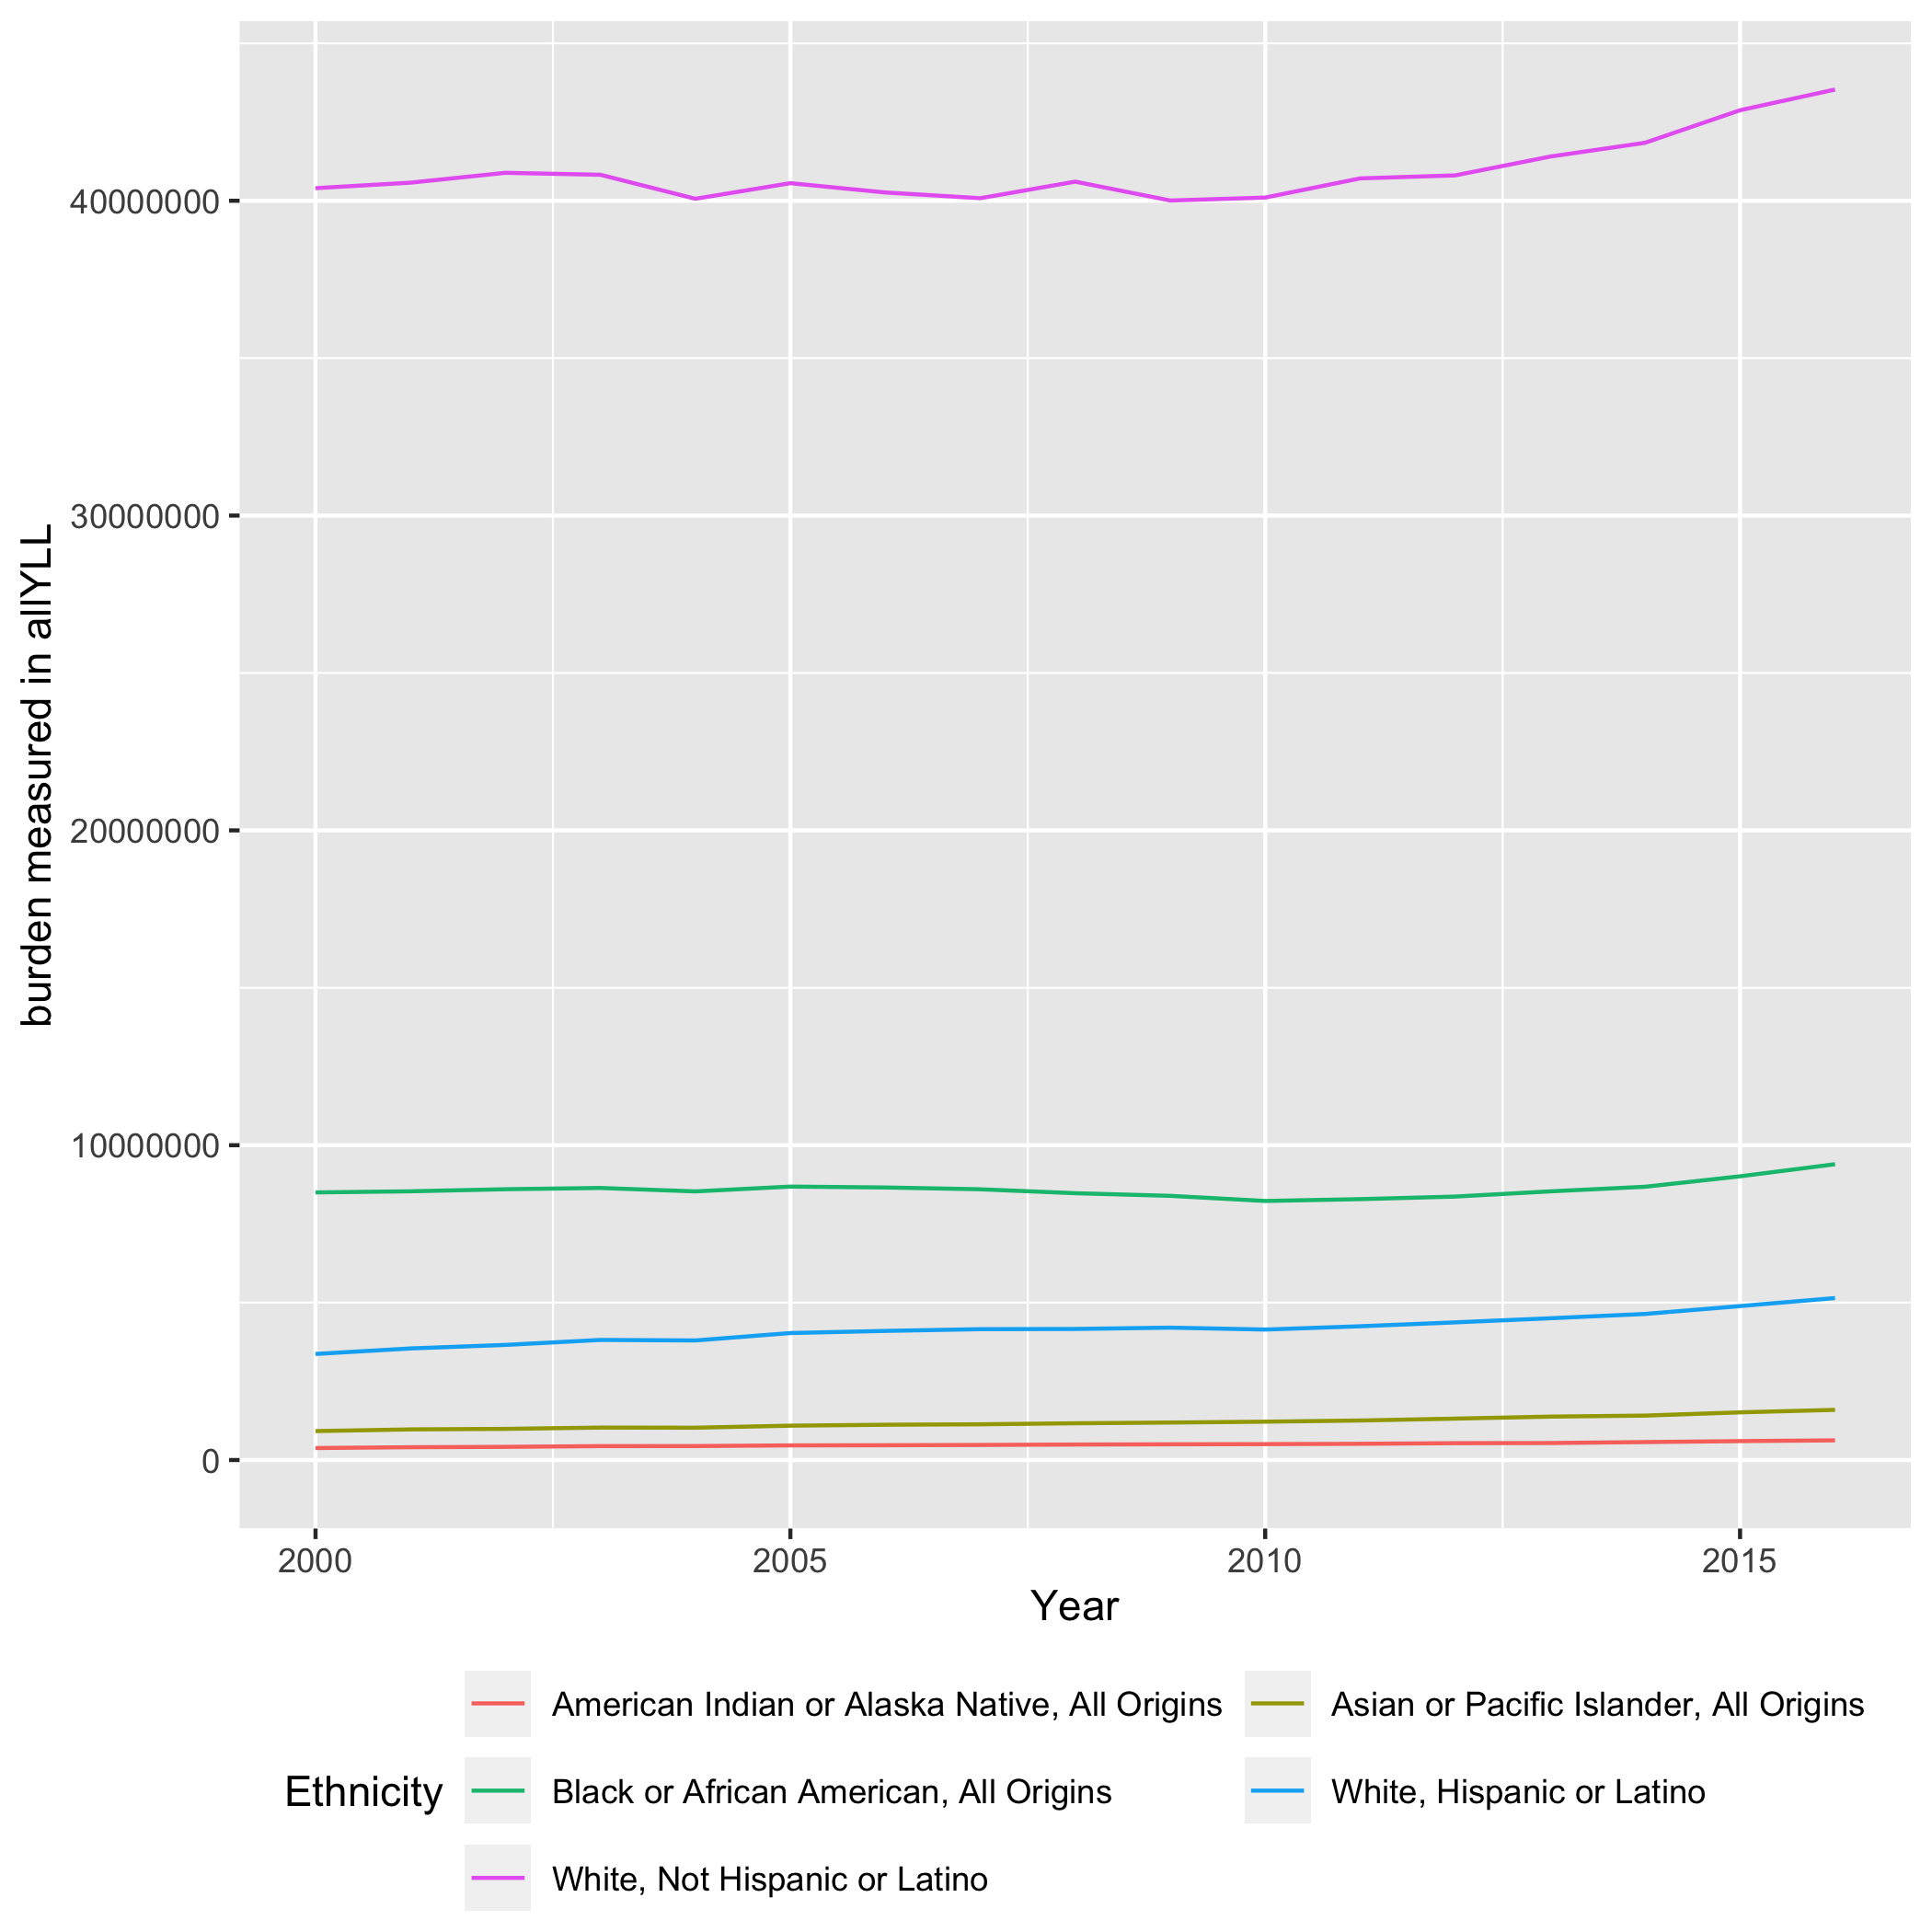 burden measured in allYLL
40000000
30000000
20000000
10000000
0
2000 2005 2010 2015
Year
Ethnicity
American Indian or Alaska Native, All Origins
Asian or Pacific Islander, All Origins
Black or African American, All Origins
White, Hispanic or Latino
White, Not Hispanic or Latino